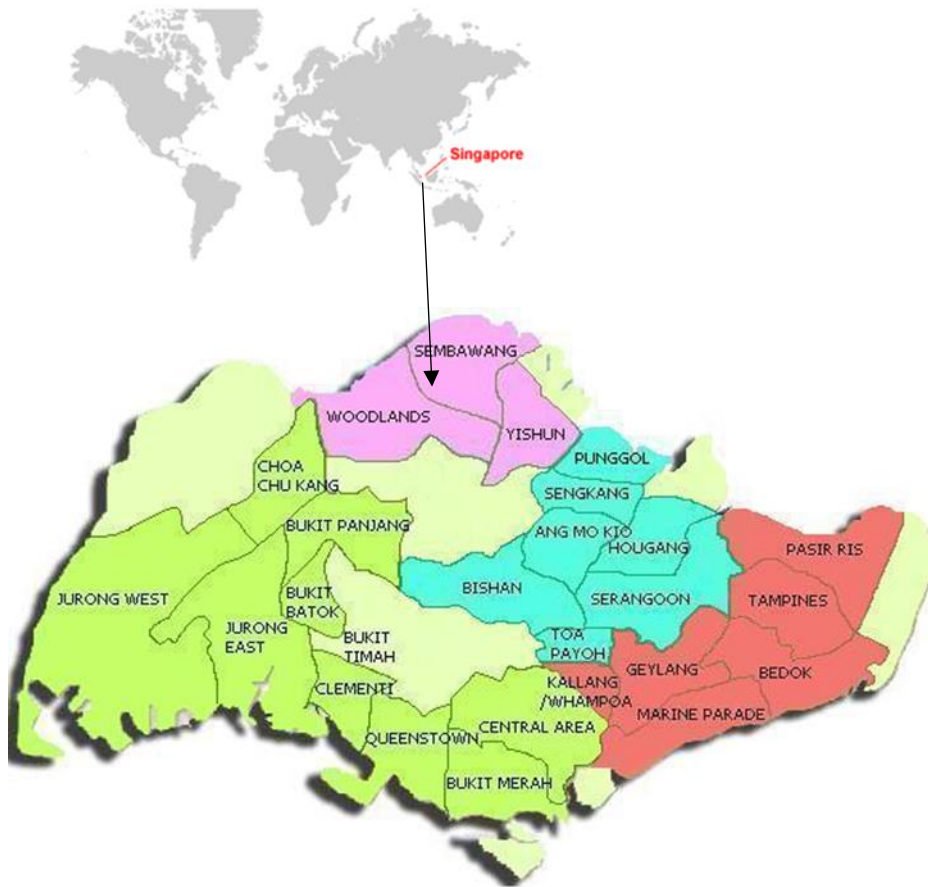 Singapore
SEMBAWANG
WOODLANDS
YISHUN
PUNGGOL
CHOA
CHU KANG
SENGKANG
BUKIT PANJANG
ANG MO KIO
HOUGANG
PASIR RIS
BISHAN
SERANGOON
TAMPINES
JURONG WEST
BUKIT
BATOK
JURONG
EAST
BUKIT
TIMAH
TOA
PAYOH
GEYLANG
BEDOK
CLEMENTI
KALLANG
/WHAMPOA
MARINE PARADE
QUEENSTOWN
CENTRAL AREA
BUKIT MERAH